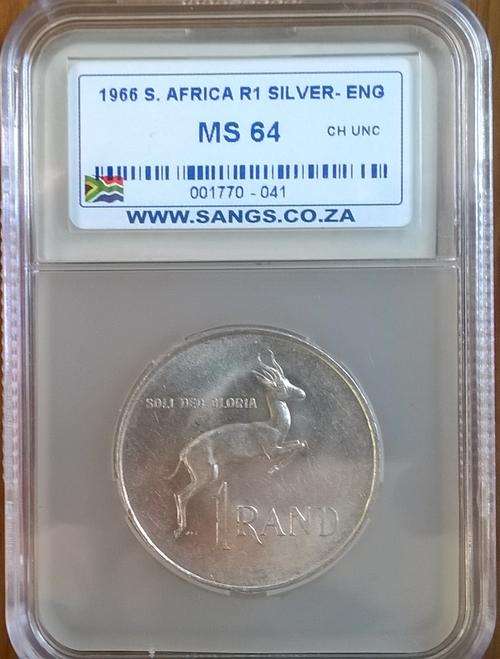 1966 S. AFRICA R1 SILVER- ENG
MS 64 CH UNC
001770 - 041
WWW.SANGS.CO.ZA
SOLI DEO GLORIA
1 RAND